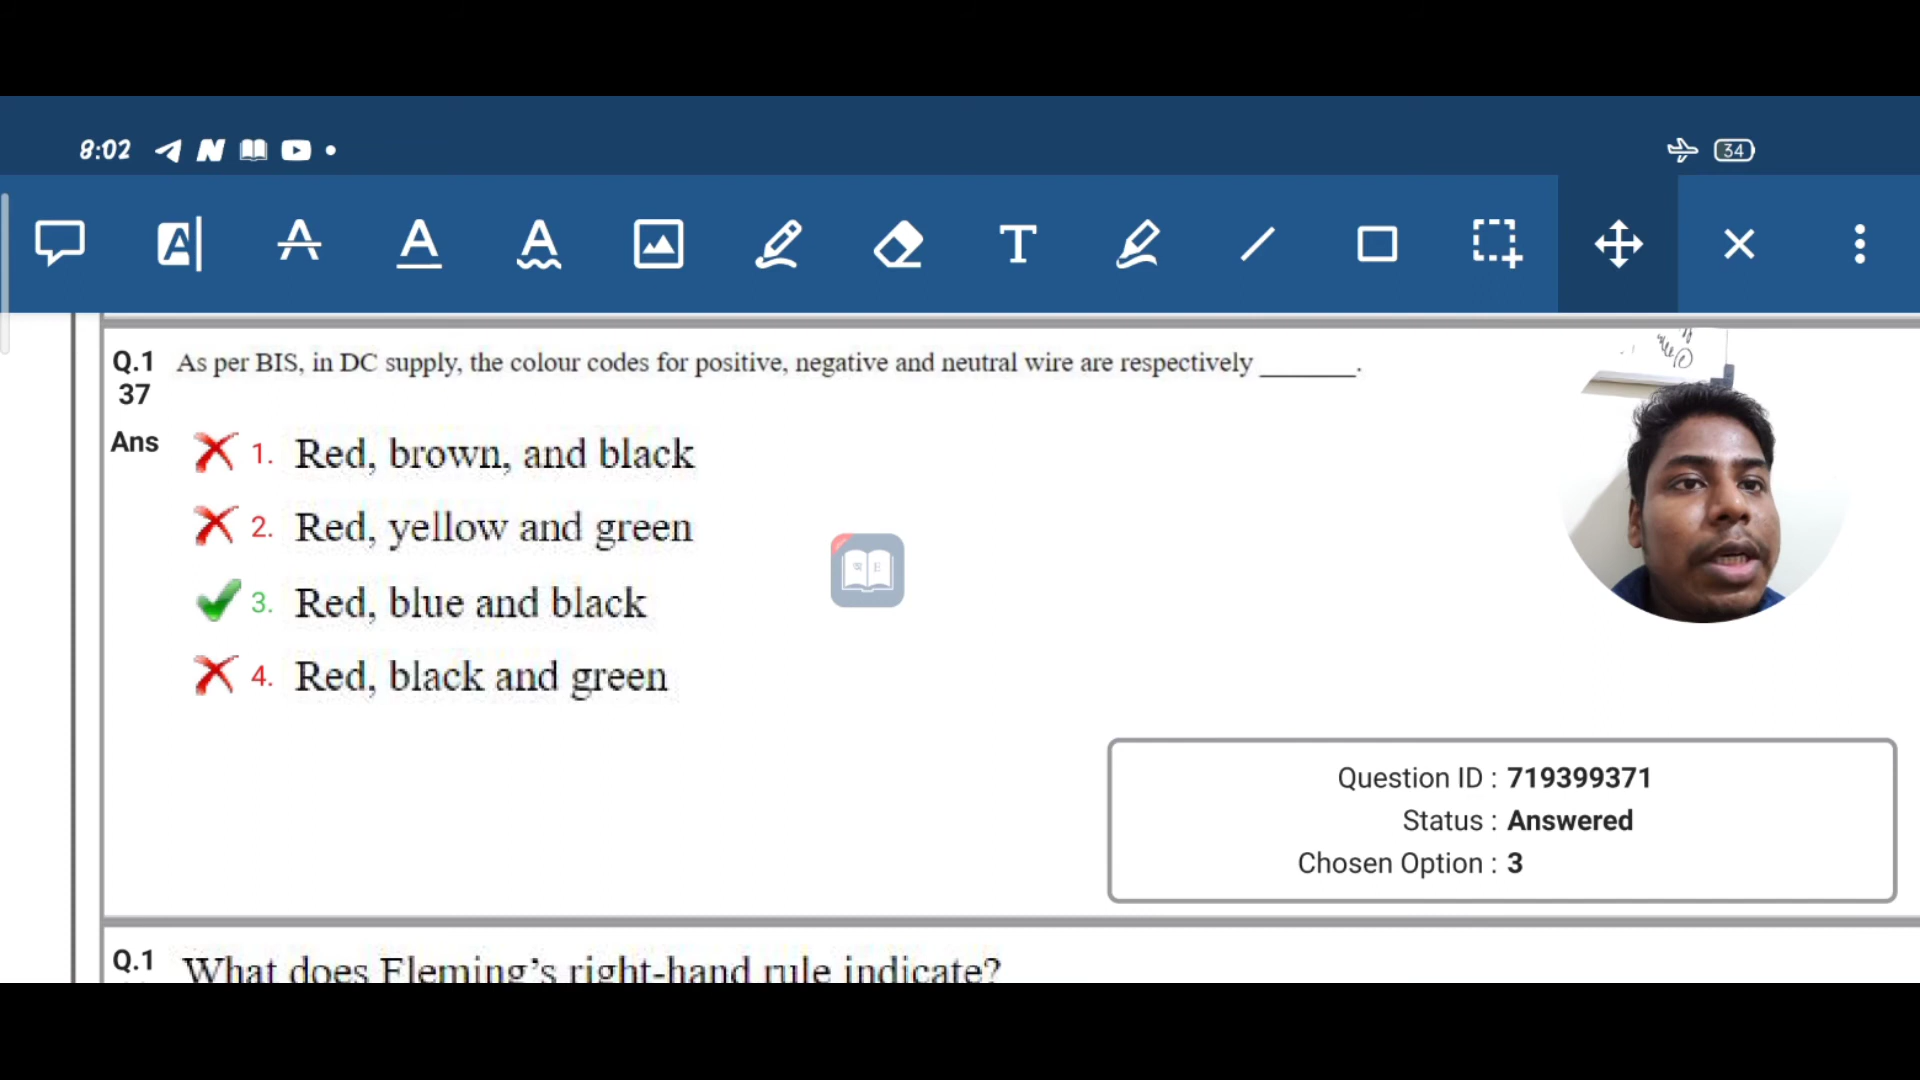 8:02
34
Q.1 As per BIS, in DC supply, the colour codes for positive, negative and neutral wire are respectively _______.
37
Ans
1. Red, brown, and black
2. Red, yellow and green
3. Red, blue and black
4. Red, black and green
Question ID : 719399371
Status : Answered
Chosen Option : 3
Q.1 What does Fleming's right-hand rule indicate?